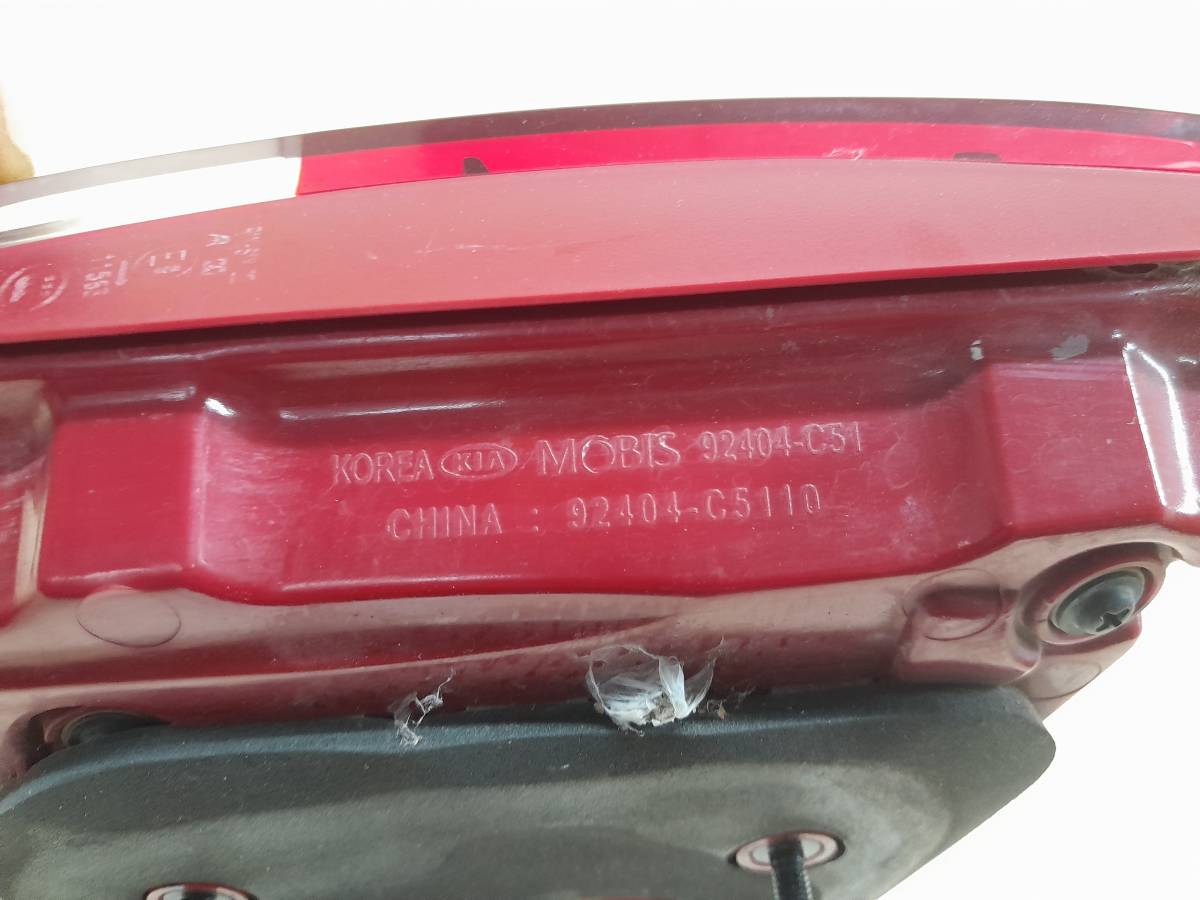 KOREA KIA MOBIS 92404-C51
CHINA : 92404-C5110